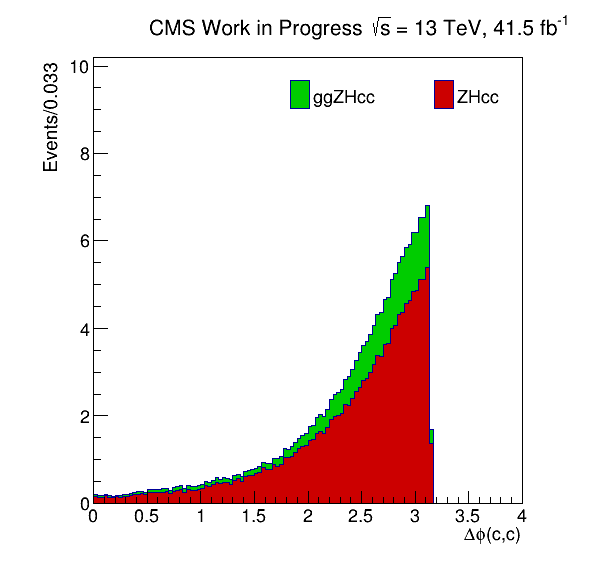 CMS Work in Progress √s = 13 TeV, 41.5 fb⁻¹
Events/0.033
ggZHcc ZHcc
10
8
6
4
2
0
0 0.5 1 1.5 2 2.5 3 3.5 4
Δϕ(c,c)